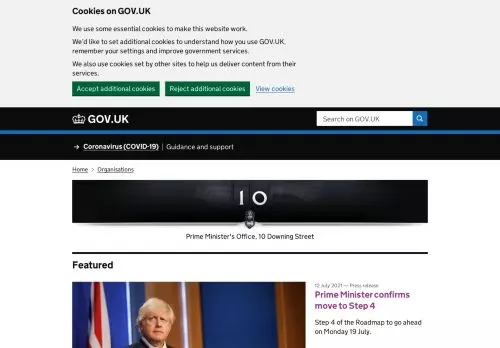 Cookies on GOV.UK
We use some essential cookies to make this website work.
We'd like to set additional cookies to understand how you use GOV.UK,
remember your settings and improve government services.
We also use cookies set by other sites to help us deliver content from their
services.
Accept additional cookies Reject additional cookies View cookies
GOV.UK Search on GOV.UK
→ Coronavirus (COVID-19) | Guidance and support
Home > Organisations
10
Prime Minister's Office, 10 Downing Street
Featured
12 July 2021 — Press release
Prime Minister confirms
move to Step 4
Step 4 of the Roadmap to go ahead
on Monday 19 July.